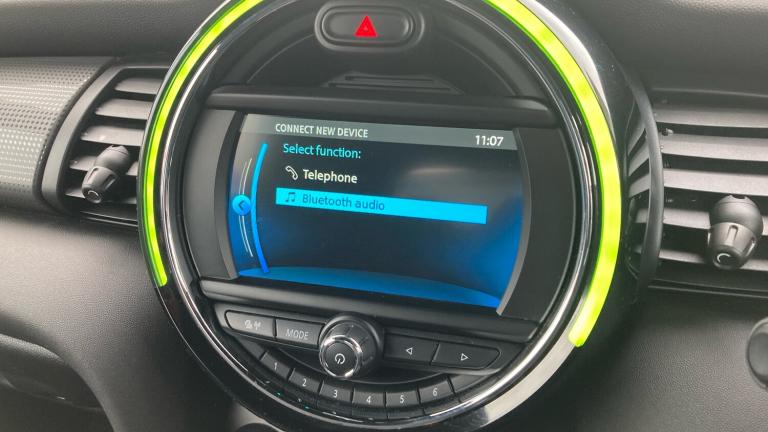 CONNECT NEW DEVICE 11:07
Select function:
Telephone
Bluetooth audio
MODE
1 2 3 4 5 6